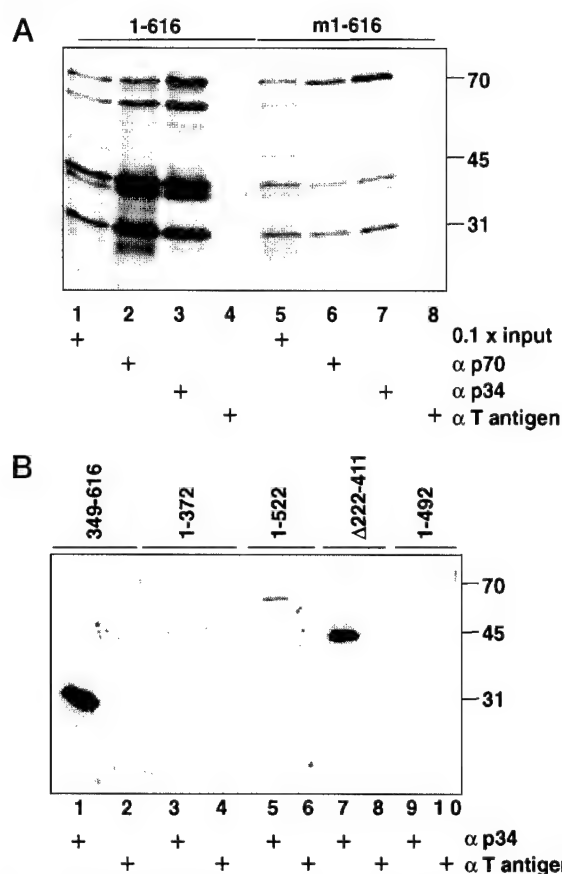 A
1-616 m1-616
70
45
31
1 2 3 4 5 6 7 8
+ + 0.1 x input
+ + α p70
+ + α p34
+ + α T antigen
B
349-616 1-372 1-522 Δ222-411 1-492
70
45
31
1 2 3 4 5 6 7 8 9 10
+ + + + + α p34
+ + + + + α T antigen